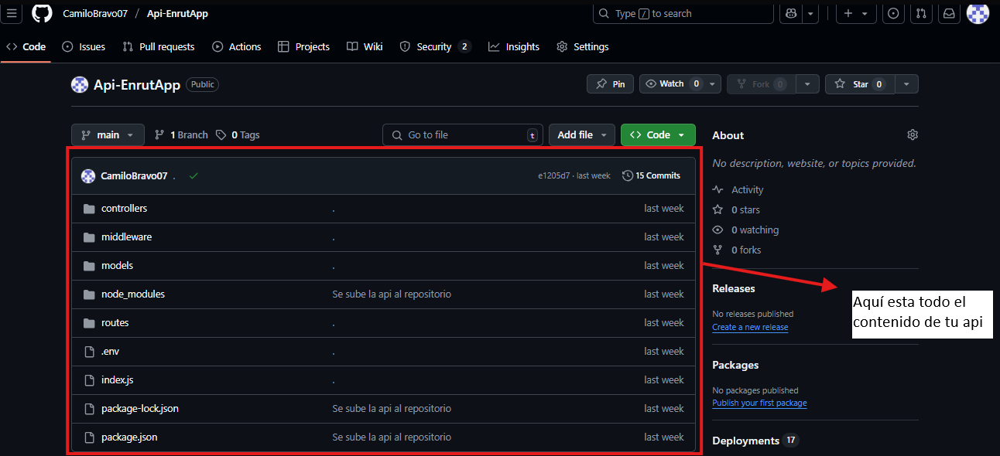 CamiloBravo07 / Api-EnrutApp
Type / to search
Code Issues Pull requests Actions Projects Wiki Security 2 Insights Settings
Api-EnrutApp Public
Pin Watch 0 Fork 0 Star 0
main 1 Branch 0 Tags Go to file t Add file Code
CamiloBravo07 . e1205d7 · last week 15 Commits
controllers . last week
middleware . last week
models . last week
node_modules Se sube la api al repositorio last week
routes . last week
.env . last week
index.js . last week
package-lock.json Se sube la api al repositorio last week
package.json Se sube la api al repositorio last week
About
No description, website, or topics provided.
Activity
0 stars
0 watching
0 forks
Releases
No releases published
Create a new release
Packages
No packages published
Publish your first package
Deployments 17
Aquí esta todo el
contenido de tu api